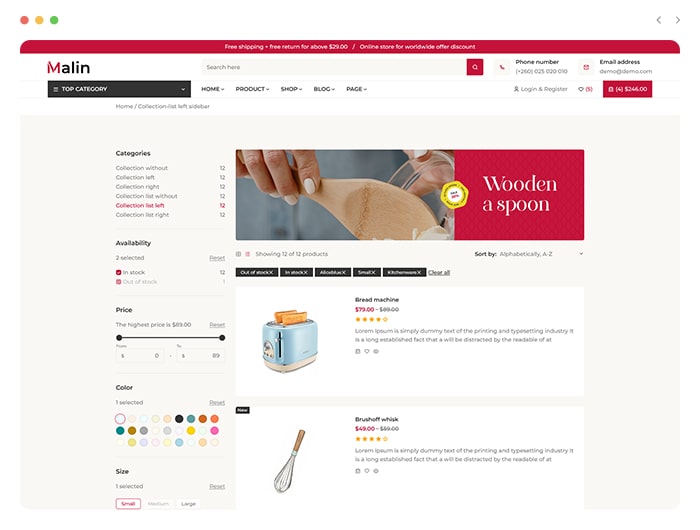 Free shipping + free return for above $29.00 / Online store for worldwide offer discount
Malin
Search here
Phone number
(+260) 025 020 010
Email address
demo@demo.com
TOP CATEGORY
HOME
PRODUCT
SHOP
BLOG
PAGE
Login & Register
(5)
(4) $246.00
Home / Collection-list left sidebar
Categories
Collection without 12
Collection left 12
Collection right 12
Collection list without 12
Collection list left 12
Collection list right 12
Availability
2 selected Reset
In stock 12
Out of stock 1
Price
The highest price is $89.00 Reset
From To
$ 0 - $ 89
Color
1 selected Reset
Size
1 selected Reset
Small Medium Large
Wooden
a spoon
Showing 12 of 12 products
Sort by: Alphabetically, A-Z
Out of stock In stock Aliceblue Small Kitchenware Clear all
Bread machine
$79.00 - $89.00
Lorem Ipsum is simply dummy text of the printing and typesetting industry It
is a long established fact that a will be distracted by the readable at
New
Brushoff whisk
$49.00 - $89.00
Lorem Ipsum is simply dummy text of the printing and typesetting industry It
is a long established fact that a will be distracted by the readable of